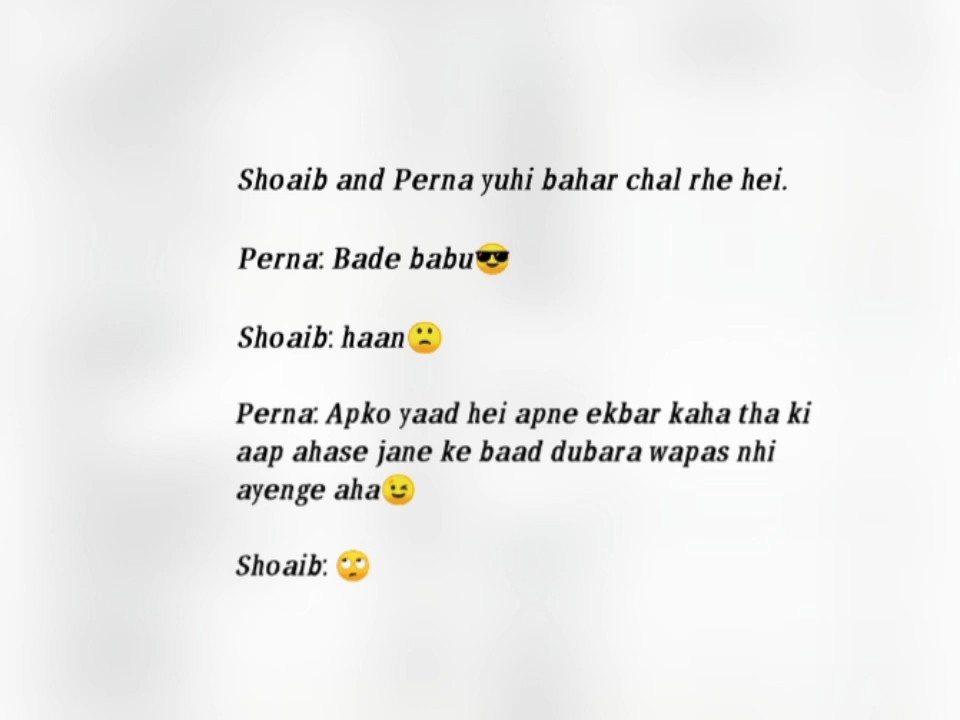 Shoaib and Perna yuhi bahar chal rhe hei.
Perna: Bade babu😎
Shoaib: haan🙁
Perna: Apko yaad hei apne ekbar kaha tha ki
aap ahase jane ke baad dubara wapas nhi
ayenge aha😉
Shoaib: 🙄